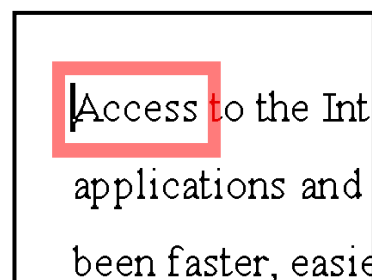 Access to the Int
applications and
been faster, easie